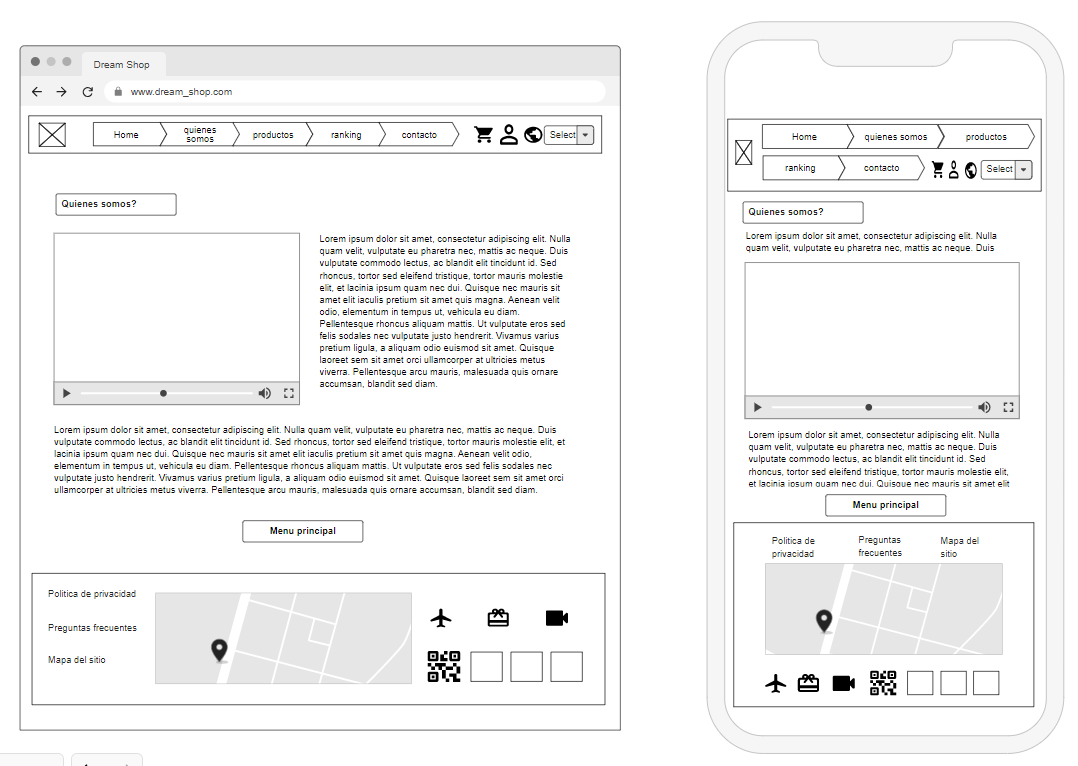 Dream Shop
www.dream_shop.com
Home
quienes
somos
productos
ranking
contacto
Select
Quienes somos?
Lorem ipsum dolor sit amet, consectetur adipiscing elit. Nulla
quam velit, vulputate eu pharetra nec, mattis ac neque. Duis
vulputate commodo lectus, ac blandit elit tincidunt id. Sed
rhoncus, tortor sed eleifend tristique, tortor mauris molestie
elit, et lacinia ipsum quam nec dui. Quisque nec mauris sit
amet elit iaculis pretium sit amet quis magna. Aenean velit
odio, elementum in tempus ut, vehicula eu diam.
Pellentesque rhoncus aliquam mattis. Ut vulputate eros sed
felis sodales nec vulputate justo hendrerit. Vivamus varius
pretium ligula, a aliquam odio euismod sit amet. Quisque
laoreet sem sit amet orci ullamcorper at ultricies metus
viverra. Pellentesque arcu mauris, malesuada quis ornare
accumsan, blandit sed diam.
Lorem ipsum dolor sit amet, consectetur adipiscing elit. Nulla quam velit, vulputate eu pharetra nec, mattis ac neque. Duis
vulputate commodo lectus, ac blandit elit tincidunt id. Sed rhoncus, tortor sed eleifend tristique, tortor mauris molestie elit, et
lacinia ipsum quam nec dui. Quisque nec mauris sit amet elit iaculis pretium sit amet quis magna. Aenean velit odio,
elementum in tempus ut, vehicula eu diam. Pellentesque rhoncus aliquam mattis. Ut vulputate eros sed felis sodales nec
vulputate justo hendrerit. Vivamus varius pretium ligula, a aliquam odio euismod sit amet. Quisque laoreet sem sit amet orci
ullamcorper at ultricies metus viverra. Pellentesque arcu mauris, malesuada quis ornare accumsan, blandit sed diam.
Menu principal
Politica de privacidad
Preguntas frecuentes
Mapa del sitio
Home
quienes somos
productos
ranking
contacto
Select
Quienes somos?
Lorem ipsum dolor sit amet, consectetur adipiscing elit. Nulla
quam velit, vulputate eu pharetra nec, mattis ac neque. Duis
Lorem ipsum dolor sit amet, consectetur adipiscing elit. Nulla
quam velit, vulputate eu pharetra nec, mattis ac neque. Duis
vulputate commodo lectus, ac blandit elit tincidunt id. Sed
rhoncus, tortor sed eleifend tristique, tortor mauris molestie
et lacinia ipsum quam nec dui. Quisque nec mauris sit amet elit
Menu principal
Politica de
privacidad
Preguntas
frecuentes
Mapa del
sitio